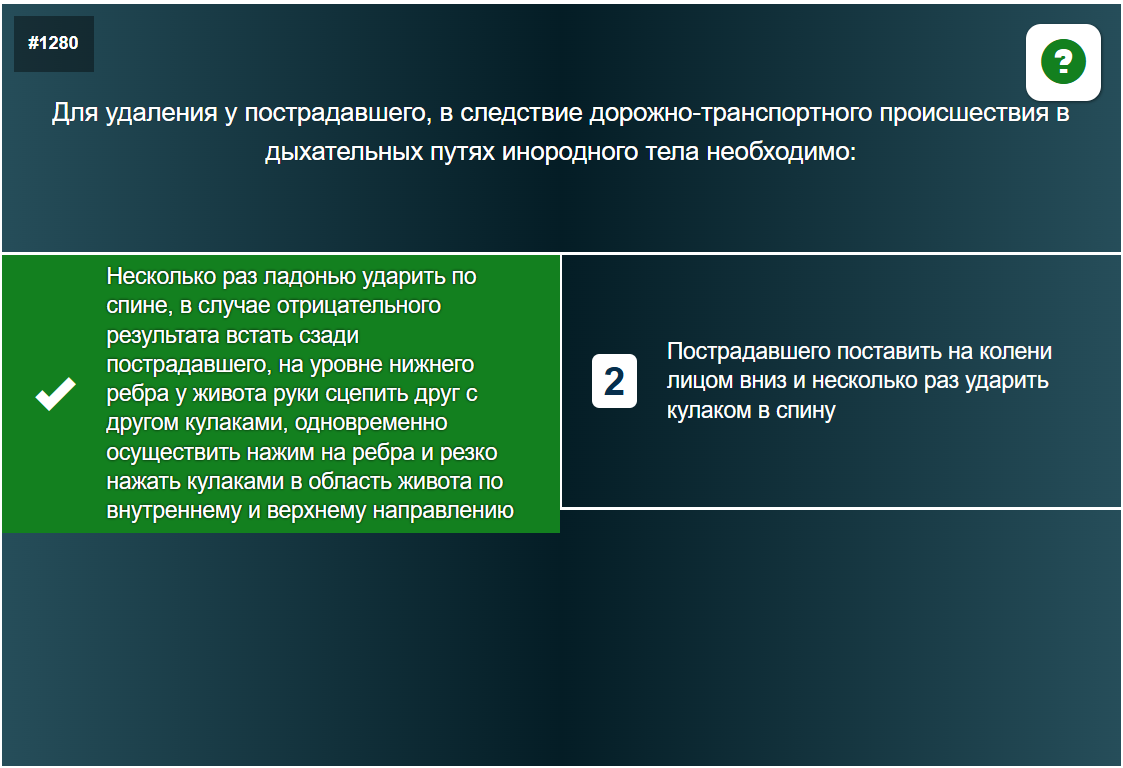 #1280
?
Для удаления у пострадавшего, в следствие дорожно-транспортного происшествия в
дыхательных путях инородного тела необходимо:
Несколько раз ладонью ударить по
спине, в случае отрицательного
результата встать сзади
пострадавшего, на уровне нижнего
ребра у живота руки сцепить друг с
другом кулаками, одновременно
осуществить нажим на ребра и резко
нажать кулаками в область живота по
внутреннему и верхнему направлению
2
Пострадавшего поставить на колени
лицом вниз и несколько раз ударить
кулаком в спину